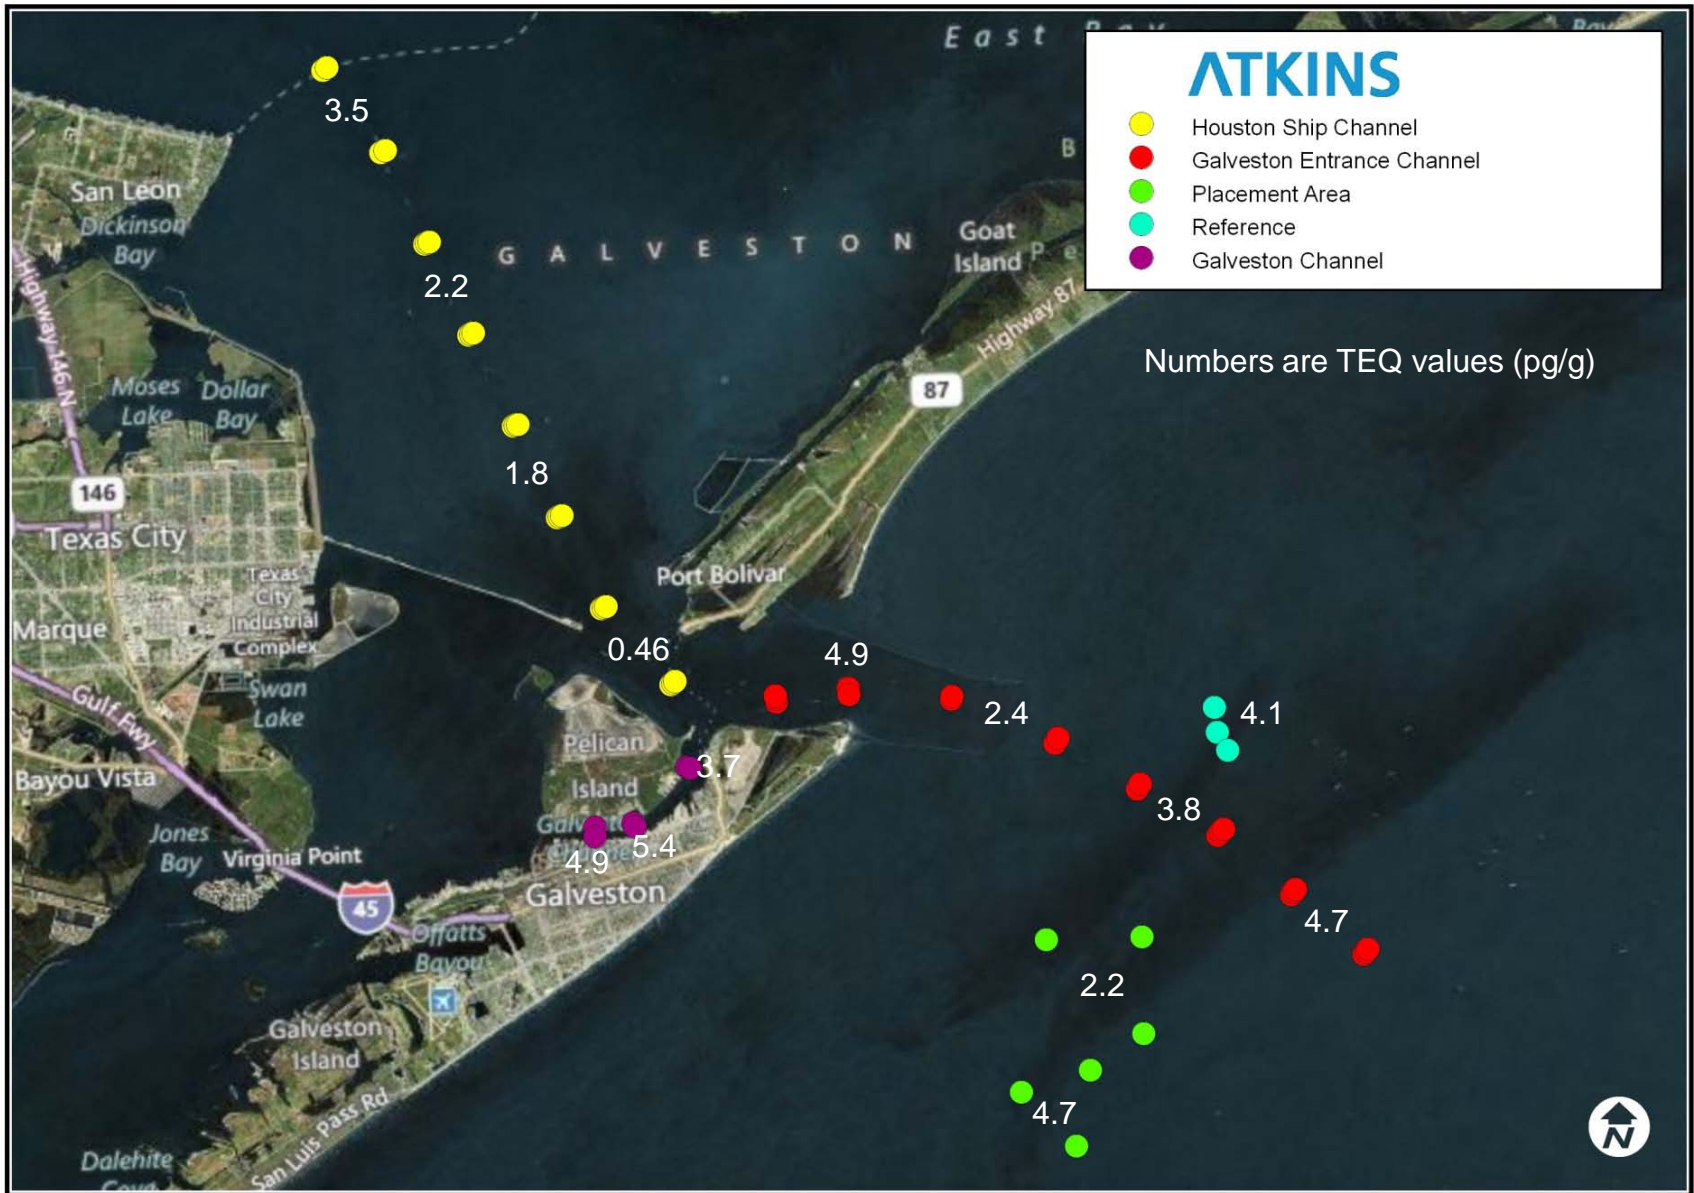 East Bay
Bay
ATKINS
Houston Ship Channel
Galveston Entrance Channel
Placement Area
Reference
Galveston Channel
3.5
B
San Leon
Dickinson
Bay
GALVESTON
Goat
Island
Pe
2.2
Highway 146 N
Highway 87
Numbers are TEQ values (pg/g)
Moses
Lake
Dollar
Bay
87
1.8
146
Texas City
Port Bolivar
Texas
City
Industrial
Complex
Marque
0.46
4.9
Swan
Lake
Gulf Fwy
2.4
4.1
Pelican
Island
3.7
Bayou Vista
3.8
Jones
Bay
Virginia Point
5.4
4.9
Galveston
45
4.7
Offatts
Bayou
2.2
Galveston
Island
4.7
San Luis Pass Rd
N
Dalehite
Cove